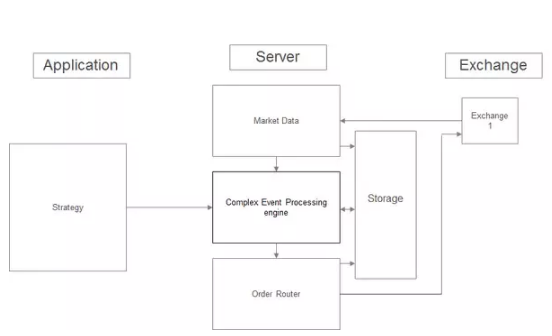 Application
Server
Exchange
Market Data
Exchange
1
Strategy
Complex Event Processing
engine
Storage
Order Router